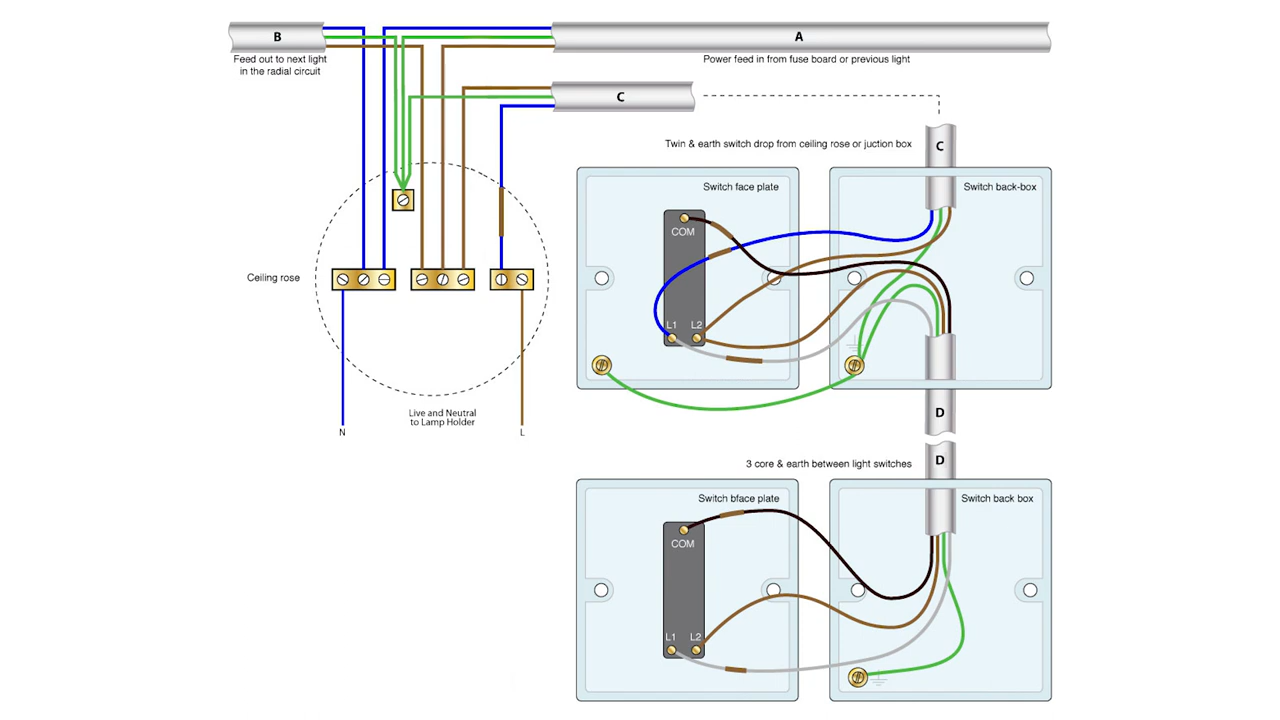 B
A
Feed out to next light
in the radial circuit
Power feed in from fuse board or previous light
C
Twin & earth switch drop from ceiling rose or juction box
C
Switch face plate
Switch back-box
COM
Ceiling rose
L1 L2
Live and Neutral
to Lamp Holder
N
L
D
D
3 core & earth between light switches
Switch bface plate
Switch back box
COM
L1 L2